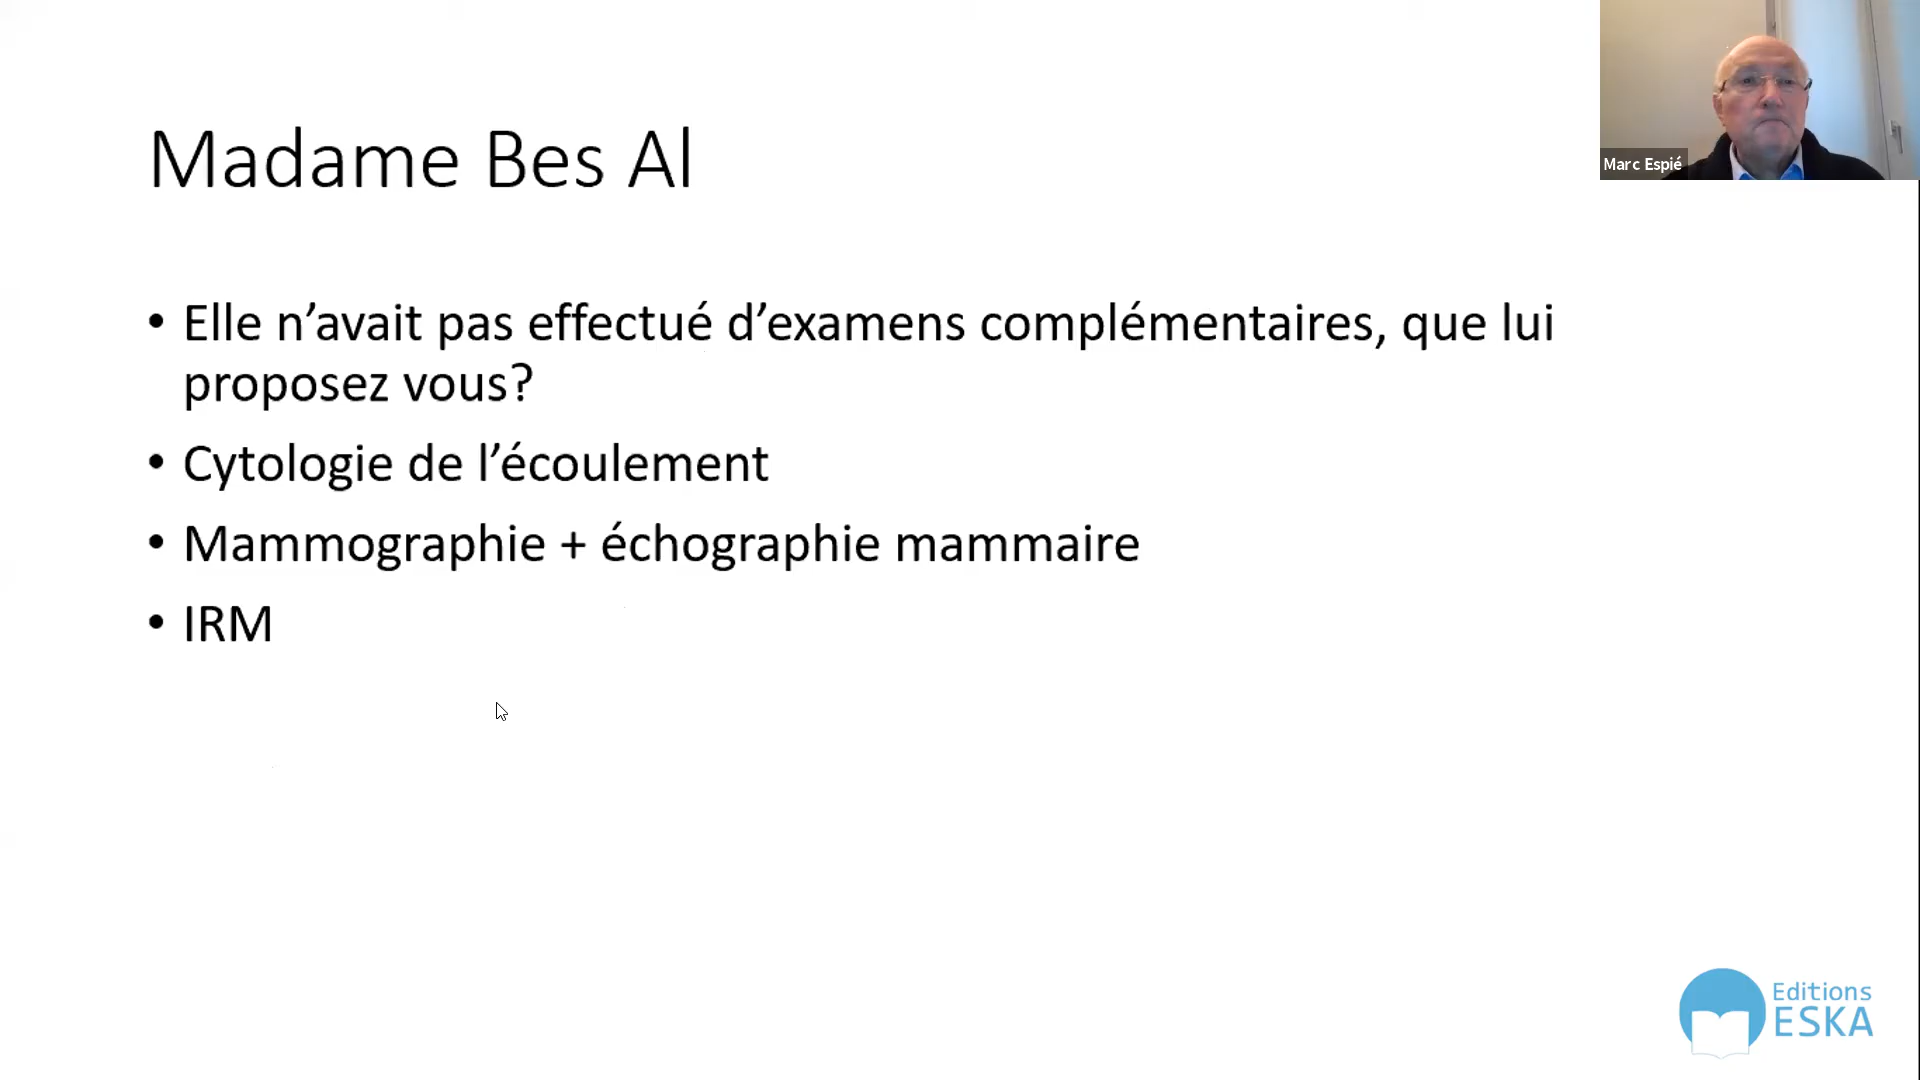 Madame Bes Al
Marc Espié
• Elle n’avait pas effectué d’examens complémentaires, que lui
proposez vous?
• Cytologie de l’écoulement
• Mammographie + échographie mammaire
• IRM
Editions
ESKA